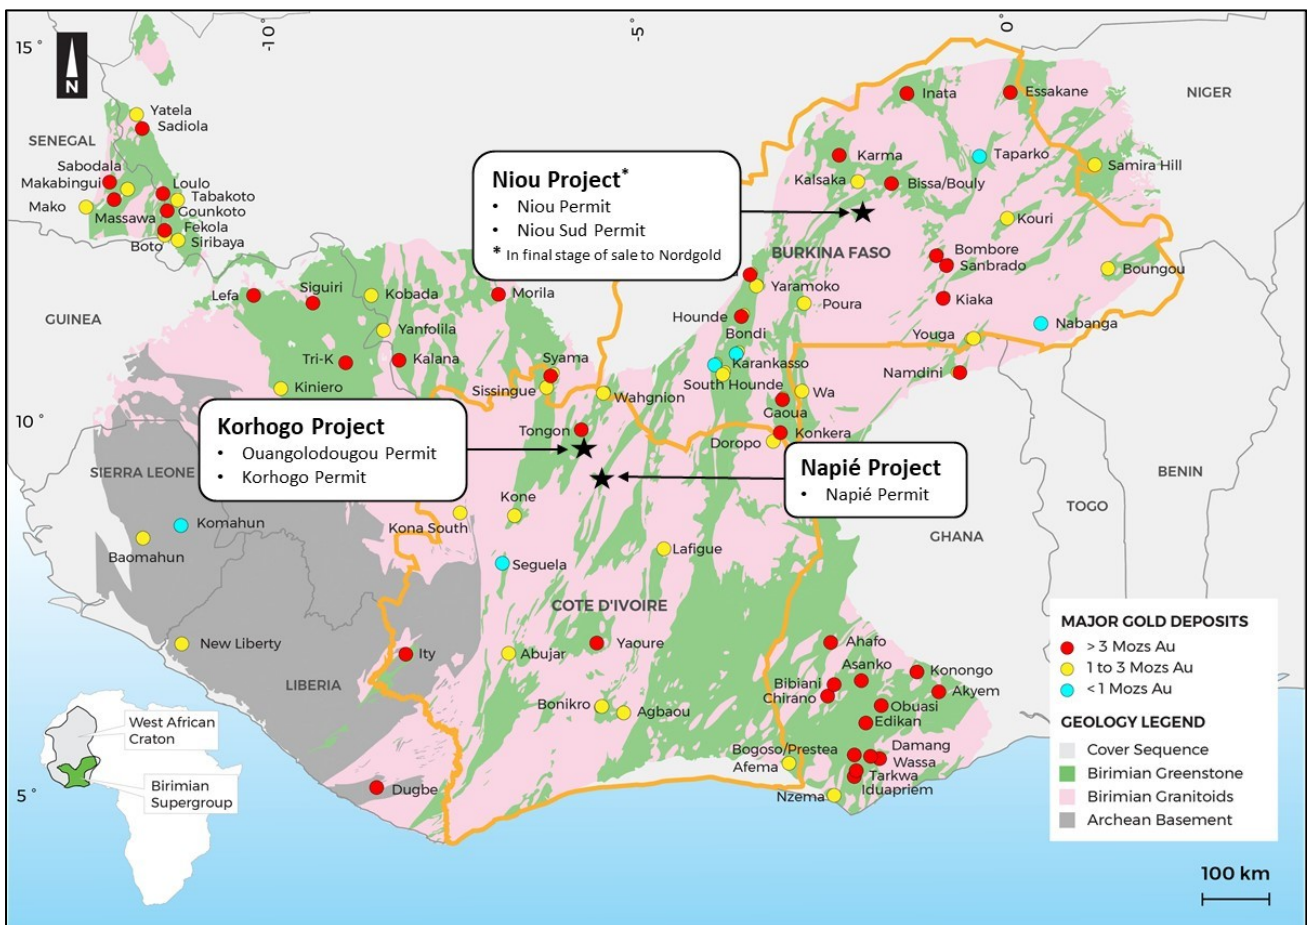 15°
-10
-5
0
N
Yatela
Sadiola
SENEGAL
Sabodala
Makabingui
Mako
Massawa
Loulo
Tabakoto
Gounkoto
Fekola
Boto
Siribaya
Inata
Essakane
NIGER
Karma
Kalsaka
Bissa/Bouly
Taparko
Samira Hill
Kouri
Niou Project*
• Niou Permit
• Niou Sud Permit
* In final stage of sale to Nordgold
BURKINA FASO
Bombore
Sanbrado
Kiaka
Boungou
Nabanga
Youga
Namdini
Yaramoko
Poura
Hounde
Bondi
Karankasso
South Hounde
Wa
Gaoua
Konkera
Doropo
Lefa
Siguiri
Kobada
Morila
GUINEA
Yanfolila
Tri-K
Kalana
Kiniero
Syama
Sissingue
Wahgnion
10°
Tongon
Korhogo Project
• Ouangolodougou Permit
• Korhogo Permit
Napié Project
• Napié Permit
SIERRA LEONE
Komahun
Baomahun
Kona South
Kone
Seguela
Lafigue
BENIN
TOGO
GHANA
COTE D'IVOIRE
New Liberty
Ity
LIBERIA
Abujar
Yaoure
Bonikro
Agbaou
Dugbe
Ahafo
Asanko
Konongo
Bibiani
Chirano
Akyem
Obuasi
Edikan
Bogoso/Prestea
Damang
Afema
Wassa
Tarkwa
Iduapriem
Nzema
5°
West African
Craton
Birimian
Supergroup
MAJOR GOLD DEPOSITS
> 3 Mozs Au
1 to 3 Mozs Au
< 1 Mozs Au
GEOLOGY LEGEND
Cover Sequence
Birimian Greenstone
Birimian Granitoids
Archean Basement
100 km